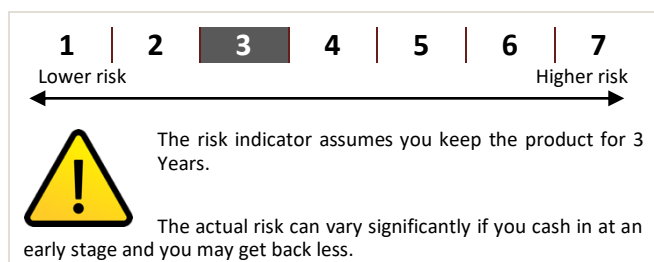 1 2 3 4 5 6 7
Lower risk Higher risk
The risk indicator assumes you keep the product for 3
Years.
The actual risk can vary significantly if you cash in at an
early stage and you may get back less.